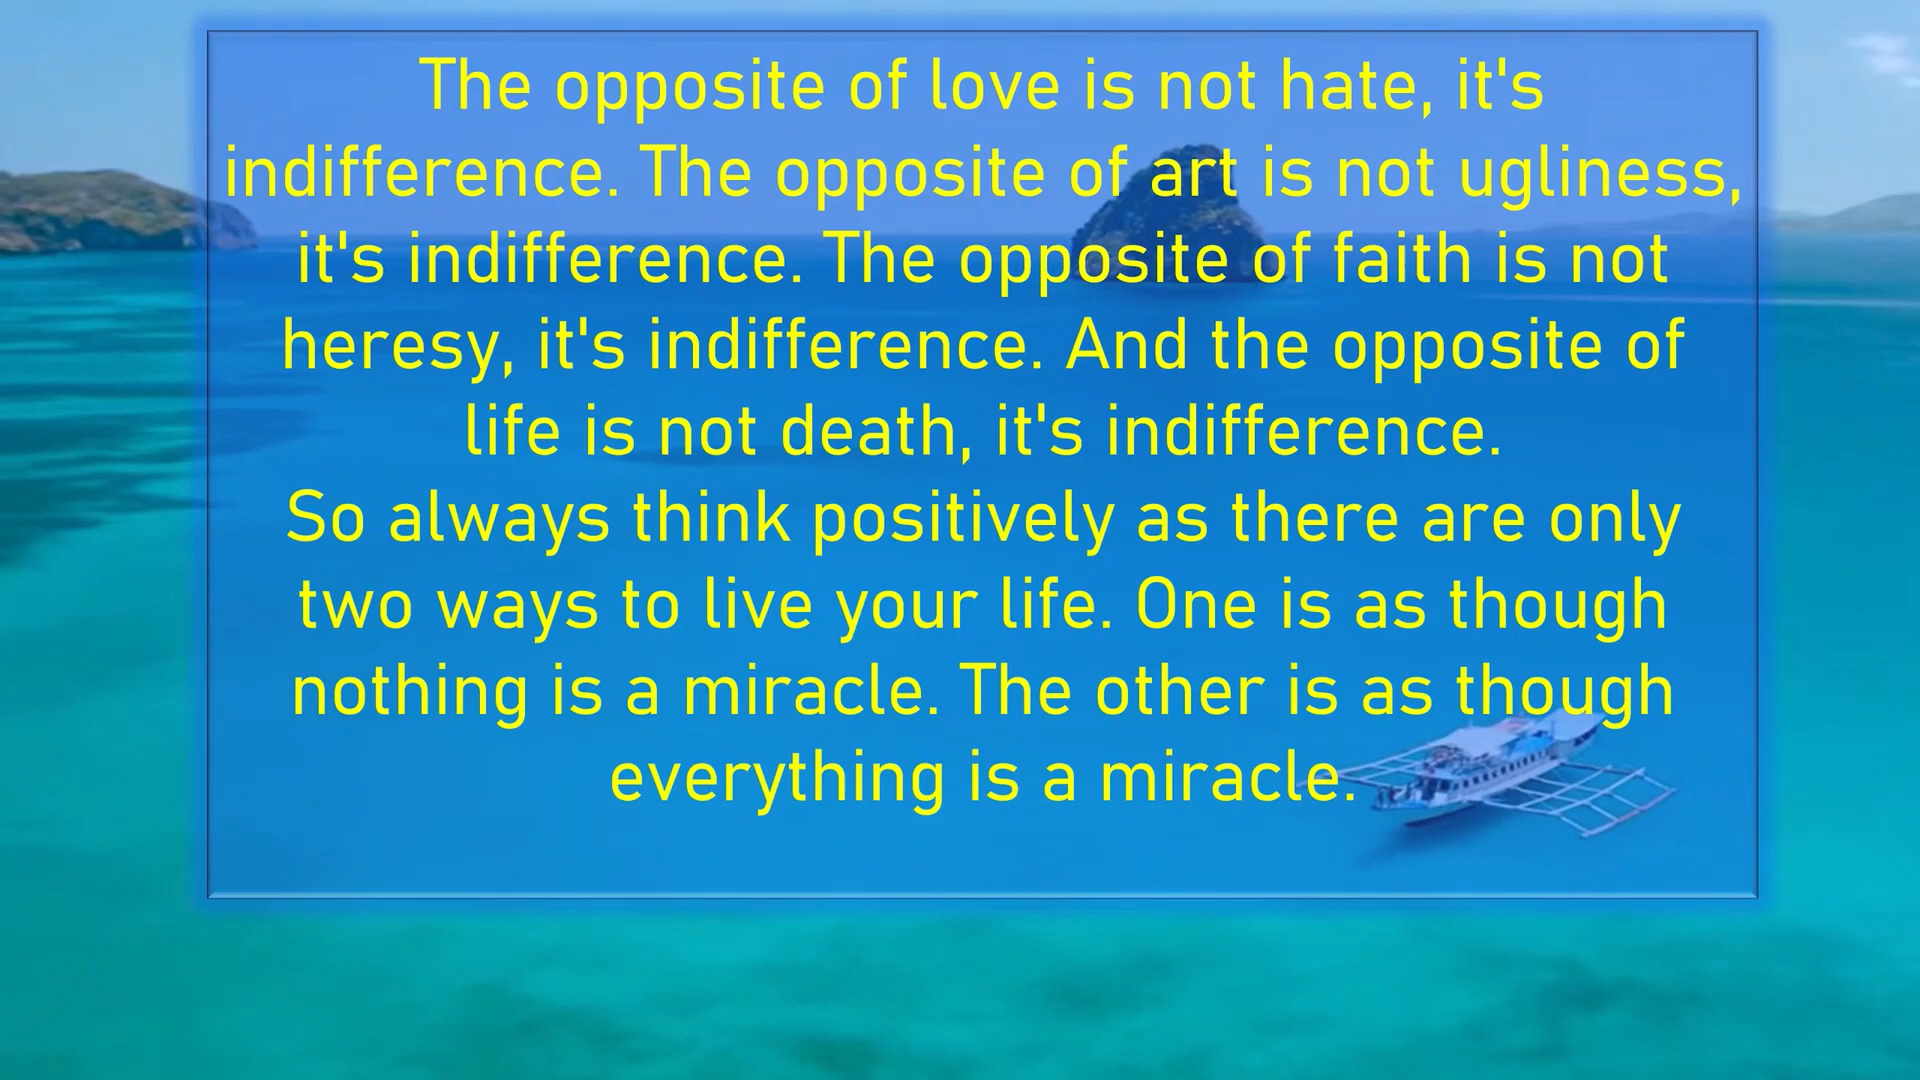 The opposite of love is not hate, it's
indifference. The opposite of art is not ugliness,
it's indifference. The opposite of faith is not
heresy, it's indifference. And the opposite of
life is not death, it's indifference.
So always think positively as there are only
two ways to live your life. One is as though
nothing is a miracle. The other is as though
everything is a miracle.